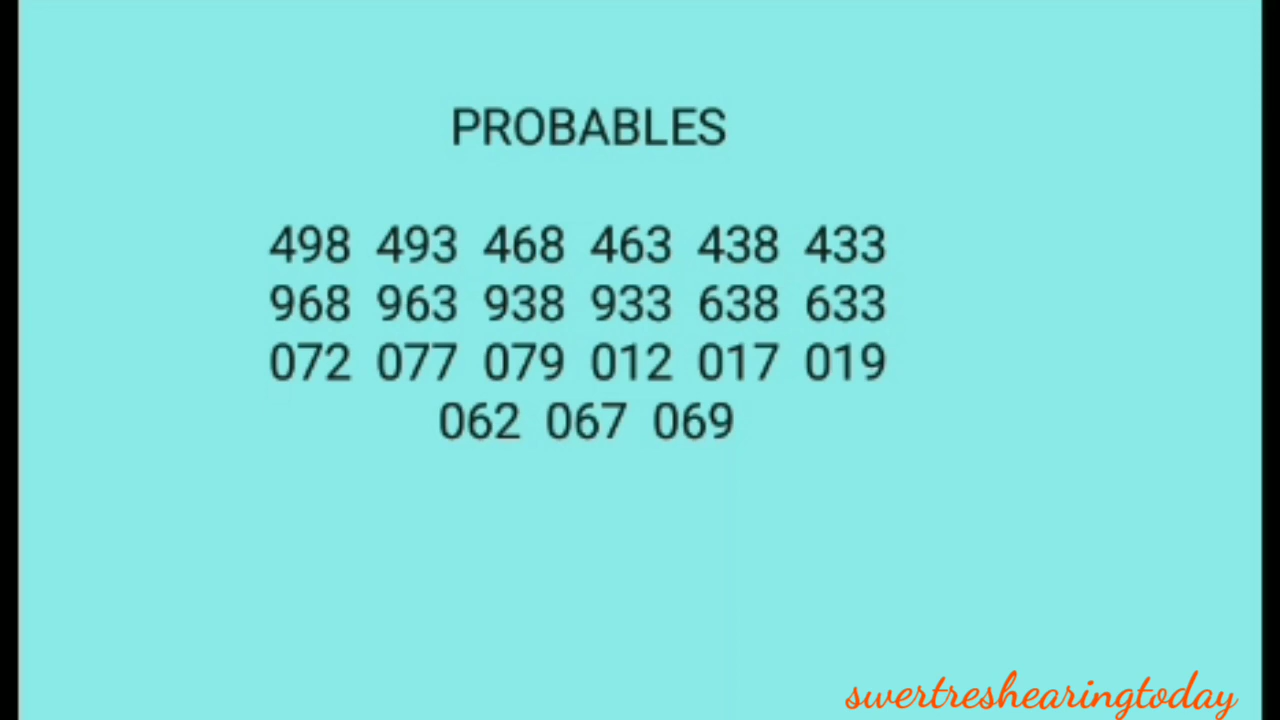 PROBABLES
498 493 468 463 438 433
968 963 938 933 638 633
072 077 079 012 017 019
062 067 069
swertreshearingtoday